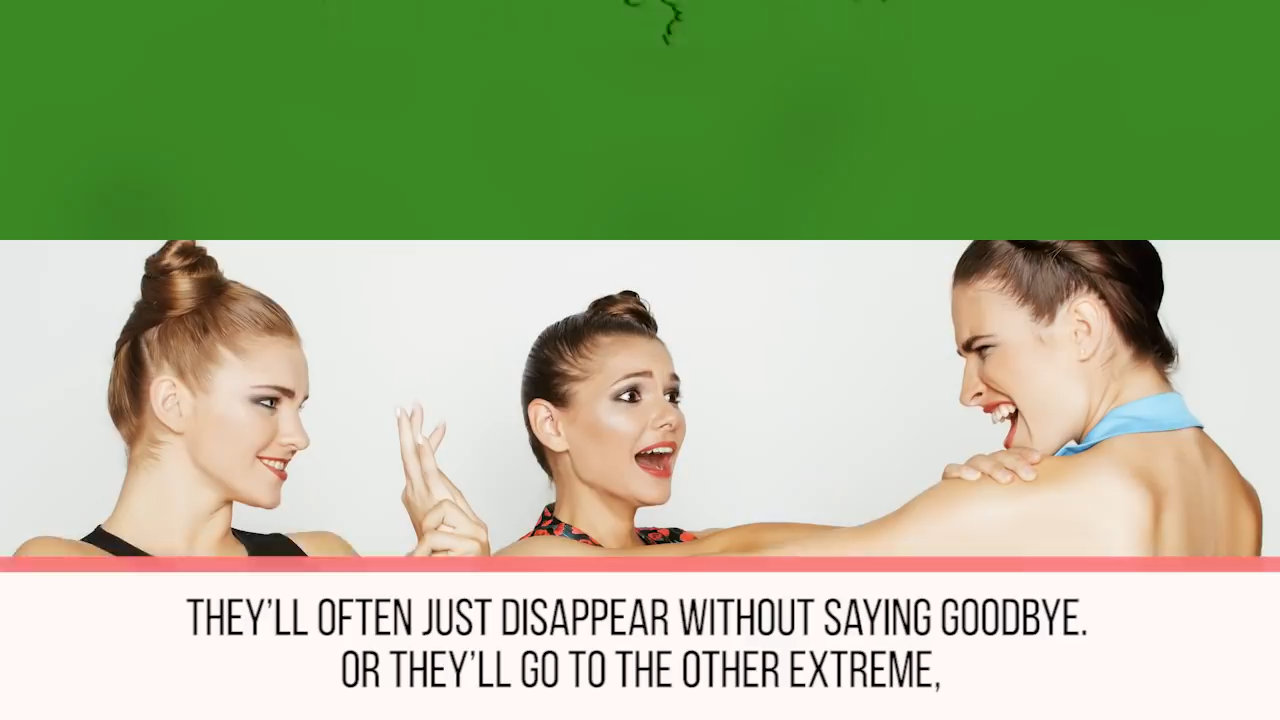 THEY'LL OFTEN JUST DISAPPEAR WITHOUT SAYING GOODBYE.
OR THEY'LL GO TO THE OTHER EXTREME,